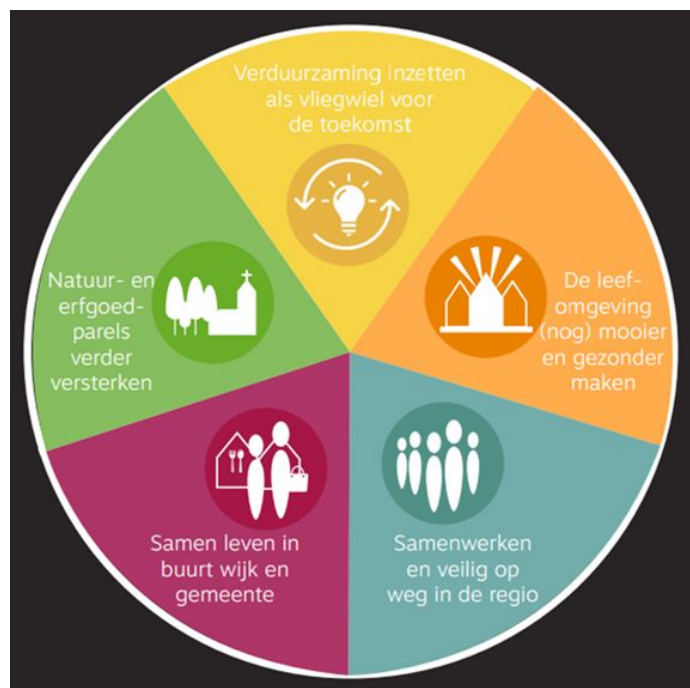 Verduurzaming inzetten
als vliegwiel voor
de toekomst
De leef-
omgeving
(nog) mooier
en gezonder
maken
Samenwerken
en veilig op
weg in de regio
Samen leven in
buurt wijk en
gemeente
Natuur- en
erfgoed-
parels
verder
versterken